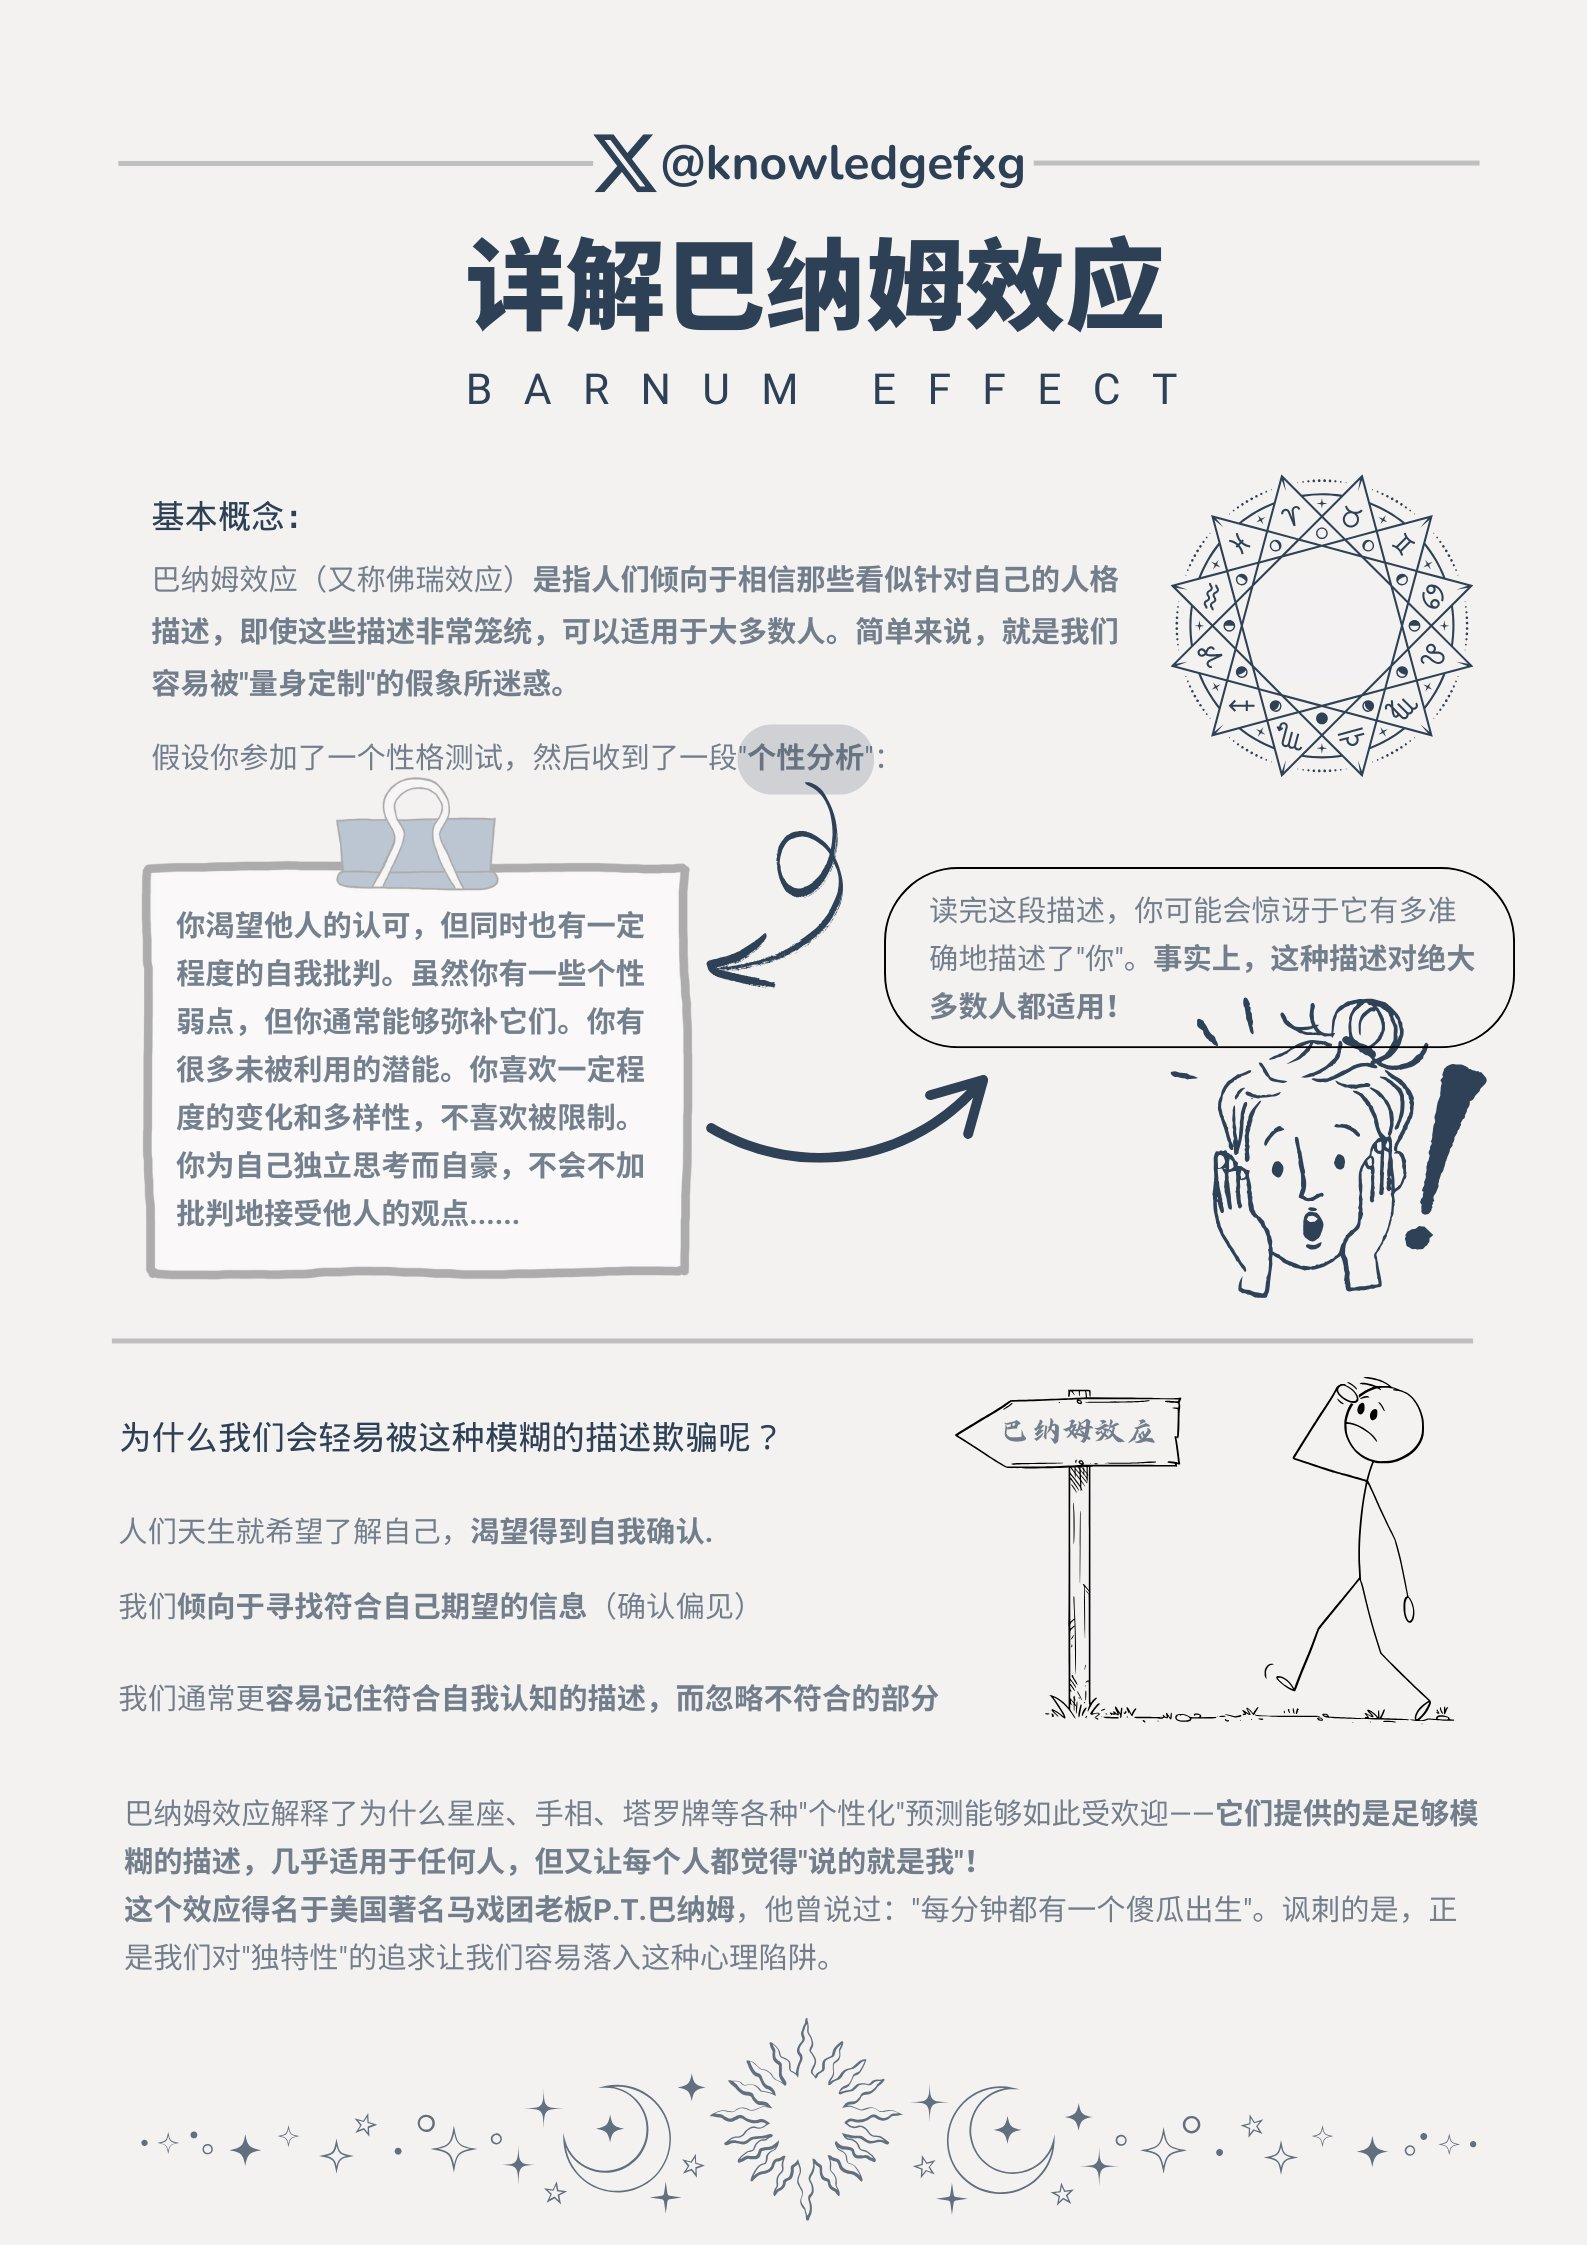 @knowledgefxg
详解巴纳姆效应
BARNUM EFFECT
基本概念：
巴纳姆效应（又称佛瑞效应）是指人们倾向于相信那些看似针对自己的人格
描述，即使这些描述非常笼统，可以适用于大多数人。简单来说，就是我们
容易被"量身定制"的假象所迷惑。
假设你参加了一个性格测试，然后收到了一段"个性分析"：
你渴望他人的认可，但同时也有一定
程度的自我批判。虽然你有一些个性
弱点，但你通常能够弥补它们。你有
很多未被利用的潜能。你喜欢一定程
度的变化和多样性，不喜欢被限制。
你为自己独立思考而自豪，不会不加
批判地接受他人的观点......
读完这段描述，你可能会惊讶于它有多准
确地描述了"你"。事实上，这种描述对绝大
多数人都适用！
为什么我们会轻易被这种模糊的描述欺骗呢？
巴纳姆效应
人们天生就希望了解自己，渴望得到自我确认.
我们倾向于寻找符合自己期望的信息（确认偏见）
我们通常更容易记住符合自我认知的描述，而忽略不符合的部分
巴纳姆效应解释了为什么星座、手相、塔罗牌等各种"个性化"预测能够如此受欢迎——它们提供的是足够模
糊的描述，几乎适用于任何人，但又让每个人都觉得"说的就是我"！
这个效应得名于美国著名马戏团老板P.T.巴纳姆，他曾说过："每分钟都有一个傻瓜出生"。讽刺的是，正
是我们对"独特性"的追求让我们容易落入这种心理陷阱。